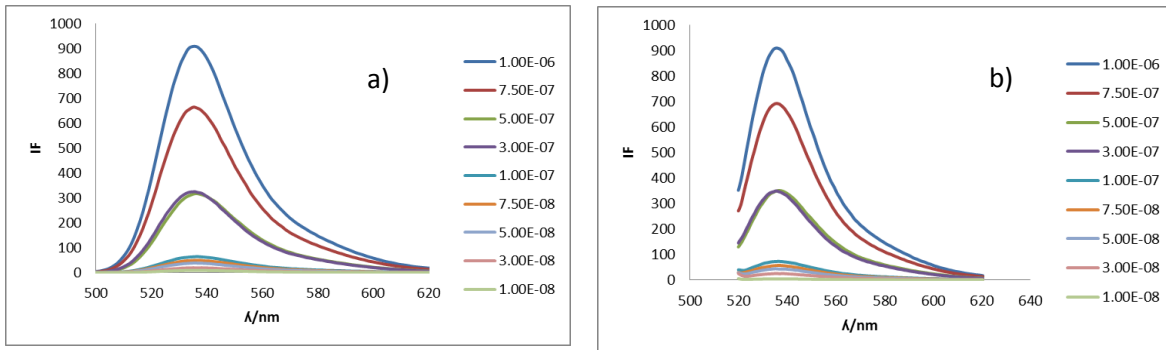 1000
900
800
700
600
500
400
300
200
100
0
IF
500 520 540 560 580 600 620
λ/nm
a)
1.00E-06
7.50E-07
5.00E-07
3.00E-07
1.00E-07
7.50E-08
5.00E-08
3.00E-08
1.00E-08
1000
900
800
700
600
500
400
300
200
100
0
IF
500 520 540 560 580 600 620 640
λ/nm
b)
1.00E-06
7.50E-07
5.00E-07
3.00E-07
1.00E-07
7.50E-08
5.00E-08
3.00E-08
1.00E-08